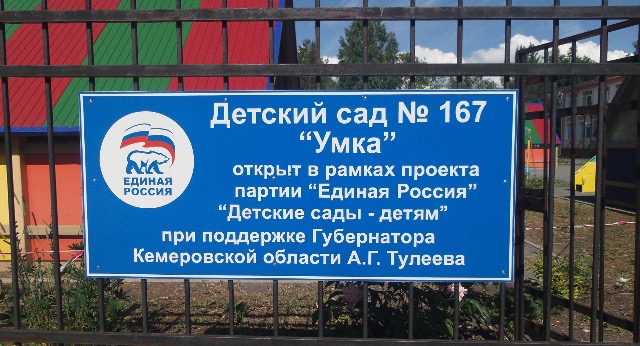 Детский сад № 167
“Умка”
открыт в рамках проекта
партии “Единая Россия”
“Детские сады - детям”
при поддержке Губернатора
Кемеровской области А.Г. Тулеева
ЕДИНАЯ
РОССИЯ